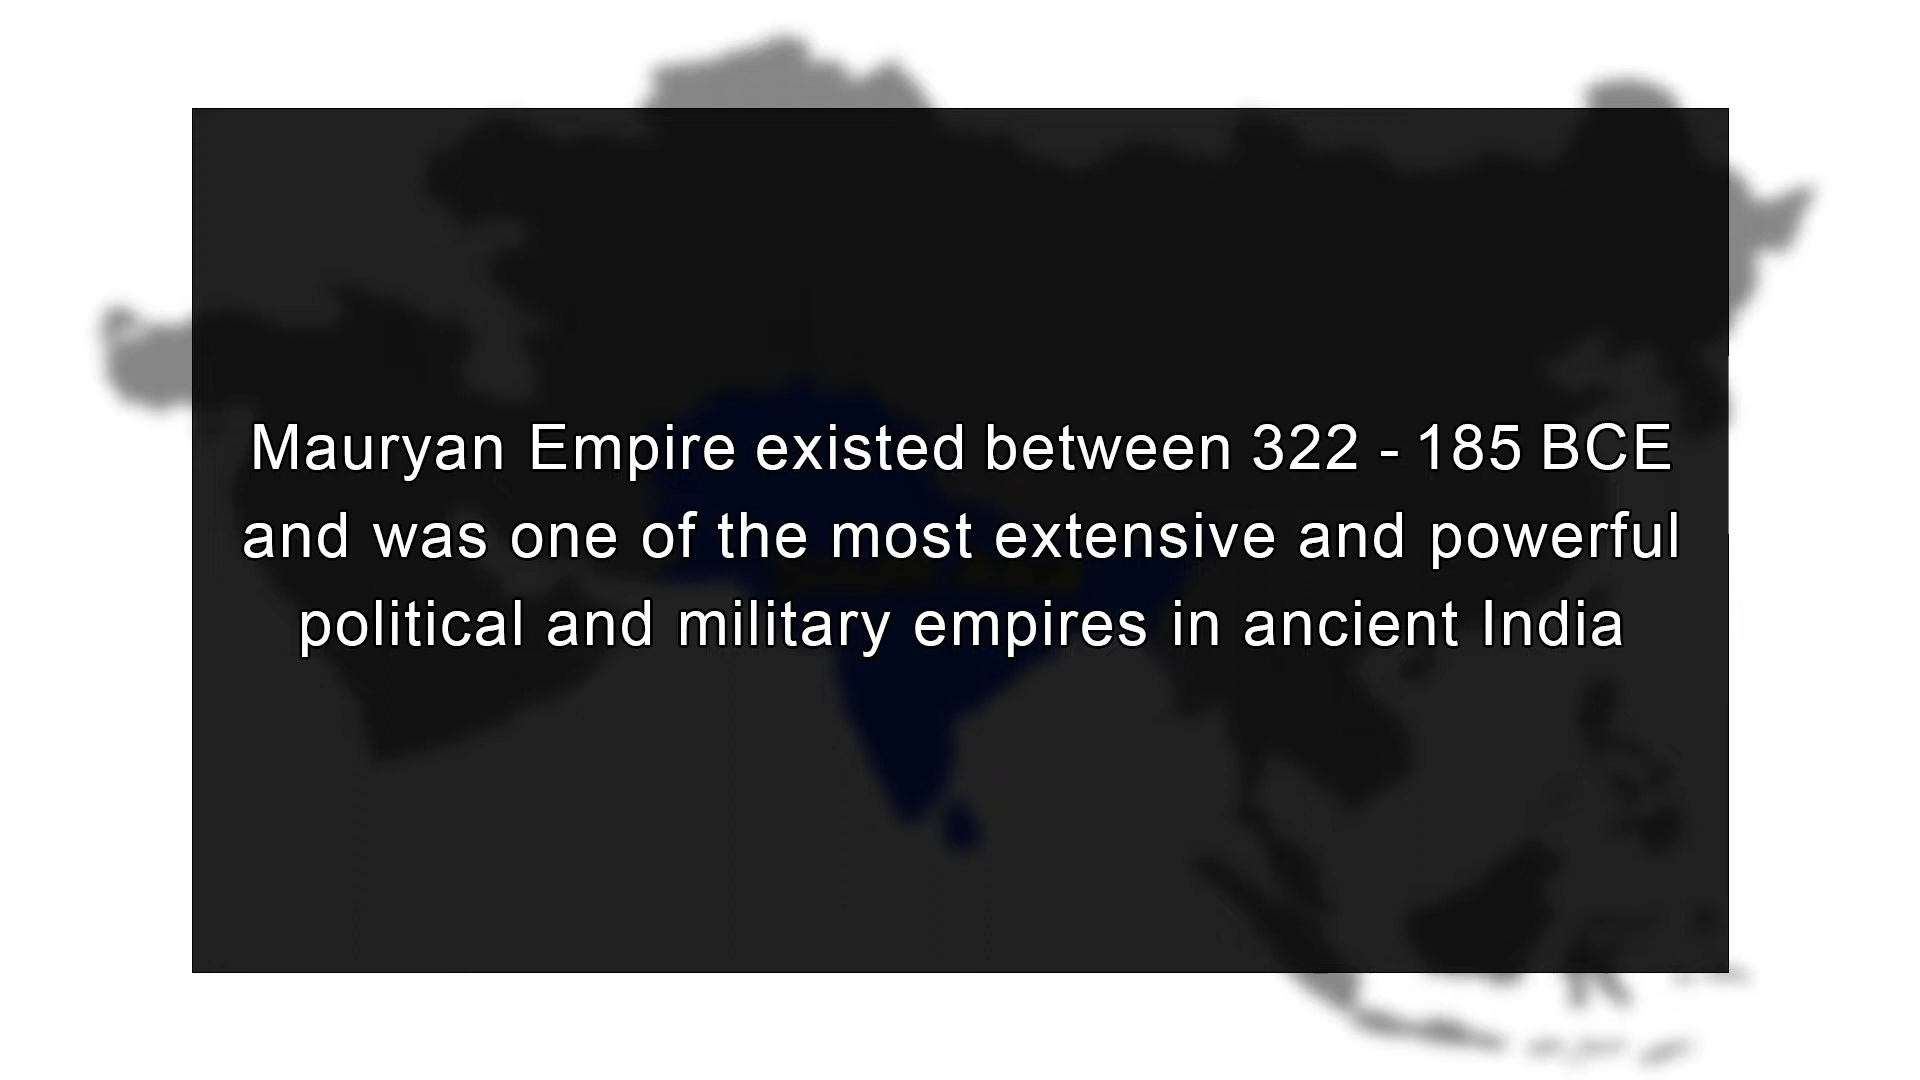 Mauryan Empire existed between 322 - 185 BCE
and was one of the most extensive and powerful
political and military empires in ancient India